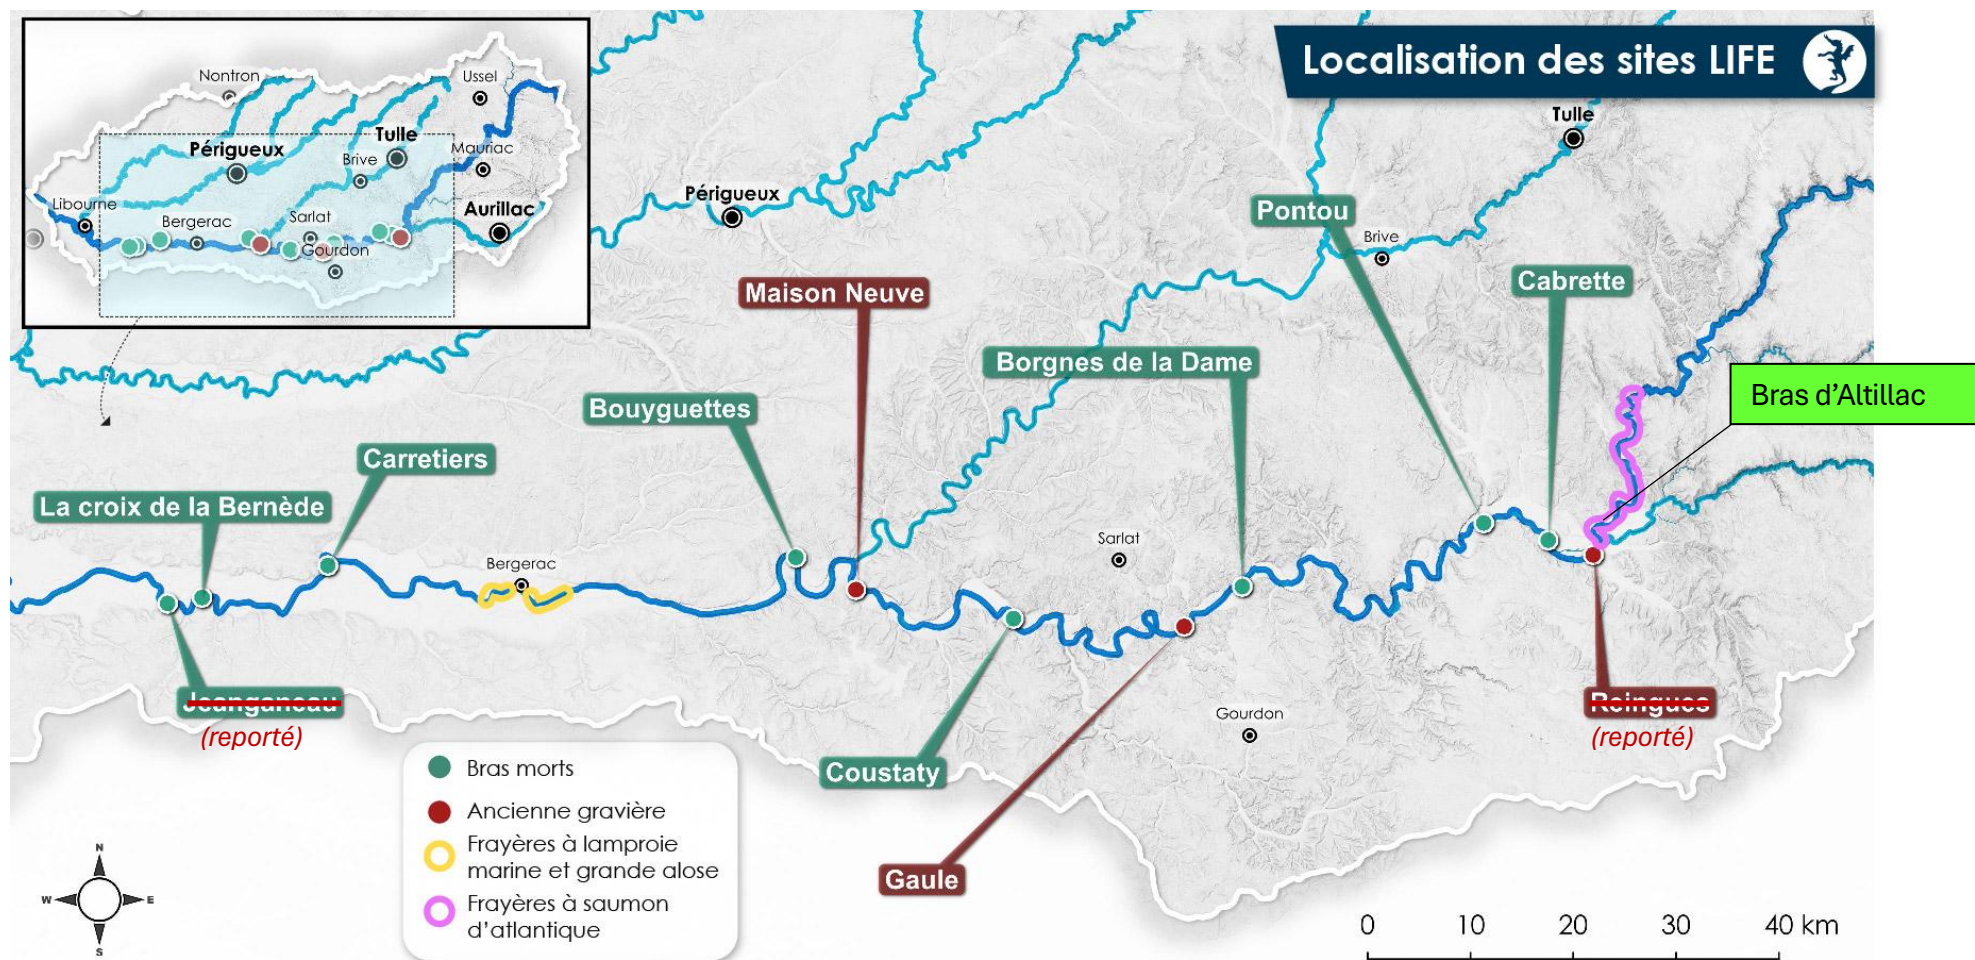 Localisation des sites LIFE
Nontron
Ussel
Périgueux
Tulle
Brive
Mauriac
Libourne
Bergerac
Sarlat
Aurillac
Gourdon
Tulle
Périgueux
Pontou
Brive
Cabrette
Maison Neuve
Borgnes de la Dame
Bras d'Altillac
Bouyguettes
Carretiers
La croix de la Bernède
Bergerac
Sarlat
Jeanganeau
(reporté)
Reingues
(reporté)
Gourdon
Coustaty
Gaule
Bras morts
Ancienne gravière
Frayères à lamproie
marine et grande alose
Frayères à saumon
d'atlantique
N
W
E
S
0 10 20 30 40 km